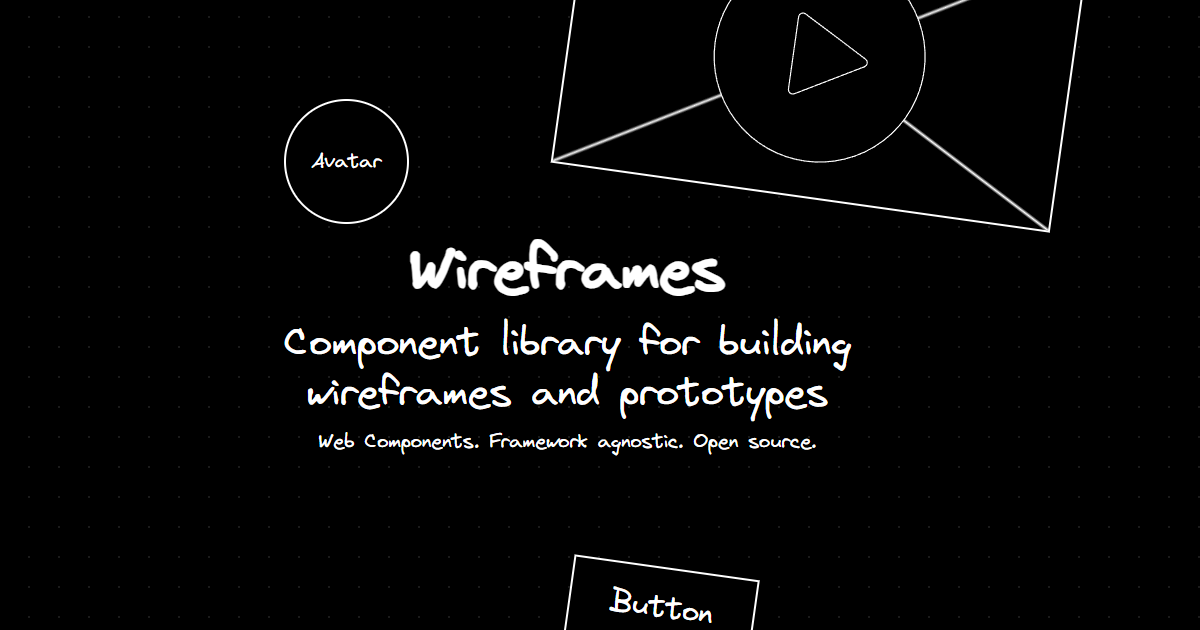 Avatar
Wireframes
Component library for building
wireframes and prototypes
Web Components. Framework agnostic. Open source.
Button